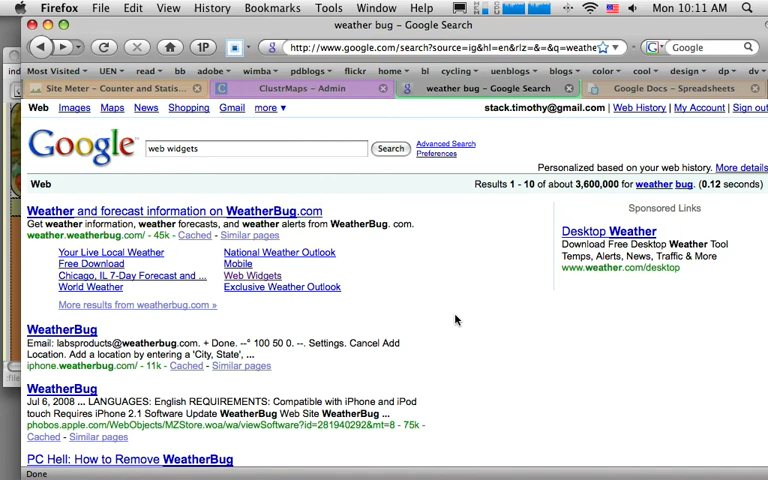 Firefox File Edit View History Bookmarks Tools Window Help Mon 10:11 AM
weather bug - Google Search
1P http://www.google.com/search?source=ig&hl=en&rlz=&=&q=weathe Google
Most Visited UEN read bb adobe wimba pdblogs flickr home bl cycling uenblogs blogs color cool design dp dv
Site Meter - Counter and Statis... ClustrMaps - Admin weather bug - Google Search Google Docs - Spreadsheets
ind
Web Images Maps News Shopping Gmail more ▼ stack.timothy@gmail.com | Web History | My Account | Sign out
Google web widgets Search Advanced Search
Preferences
Personalized based on your web history. More details
Web Results 1 - 10 of about 3,600,000 for weather bug. (0.12 seconds)
Weather and forecast information on WeatherBug.com
Get weather information, weather forecasts, and weather alerts from WeatherBug. com.
weather.weatherbug.com/ - 45k - Cached - Similar pages
Your Live Local Weather National Weather Outlook
Free Download Mobile
Chicago, IL 7-Day Forecast and ... Web Widgets
World Weather Exclusive Weather Outlook
More results from weatherbug.com »
Sponsored Links
Desktop Weather
Download Free Desktop Weather Tool
Temps, Alerts, News, Traffic & More
www.weather.com/desktop
WeatherBug
Email: labsproducts@weatherbug.com. + Done. --° 100 50 0. --. Settings. Cancel Add
Location. Add a location by entering a 'City, State', ...
iphone.weatherbug.com/ - 11k - Cached - Similar pages
WeatherBug
Jul 6, 2008 ... LANGUAGES: English REQUIREMENTS: Compatible with iPhone and iPod
touch Requires iPhone 2.1 Software Update WeatherBug Web Site WeatherBug ...
phobos.apple.com/WebObjects/MZStore.woa/wa/viewSoftware?id=281940292&mt=8 - 75k -
Cached - Similar pages
PC Hell: How to Remove WeatherBug
file
Done